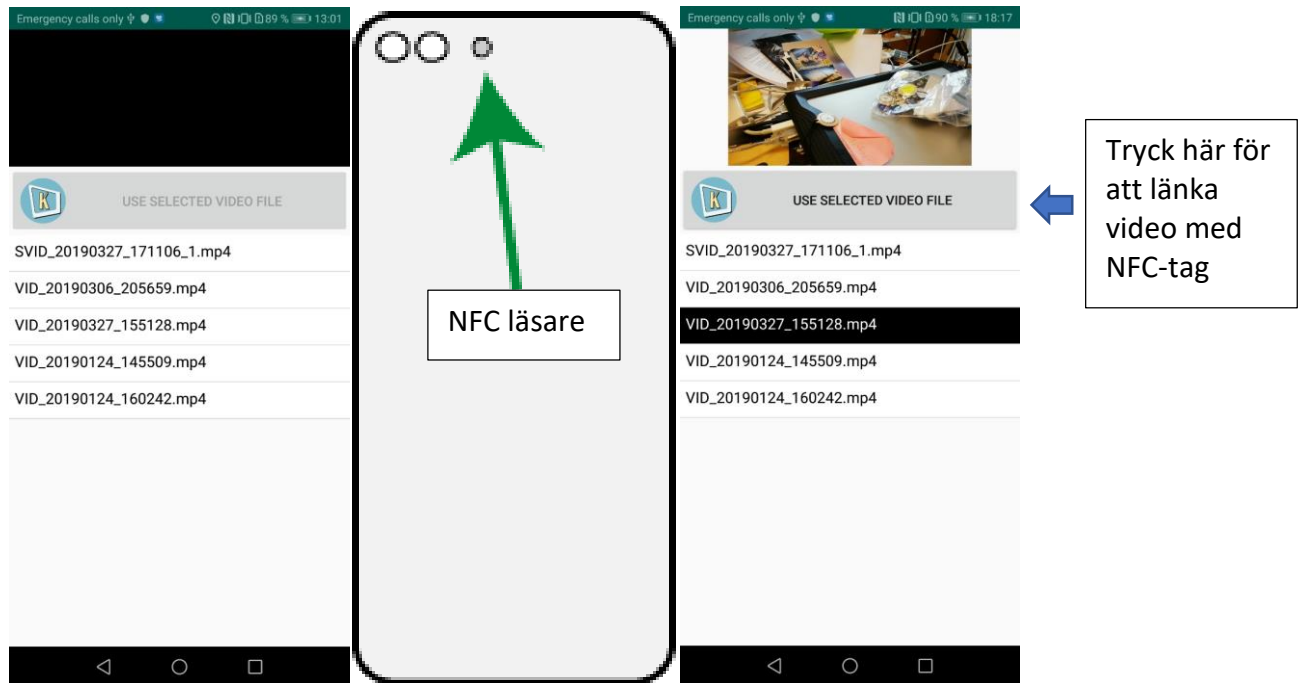 Emergency calls only 89 % 13:01
K USE SELECTED VIDEO FILE
SVID_20190327_171106_1.mp4
VID_20190306_205659.mp4
VID_20190327_155128.mp4
VID_20190124_145509.mp4
VID_20190124_160242.mp4
NFC läsare
Emergency calls only 90 % 18:17
K USE SELECTED VIDEO FILE
SVID_20190327_171106_1.mp4
VID_20190306_205659.mp4
VID_20190327_155128.mp4
VID_20190124_145509.mp4
VID_20190124_160242.mp4
Tryck här för
att länka
video med
NFC-tag